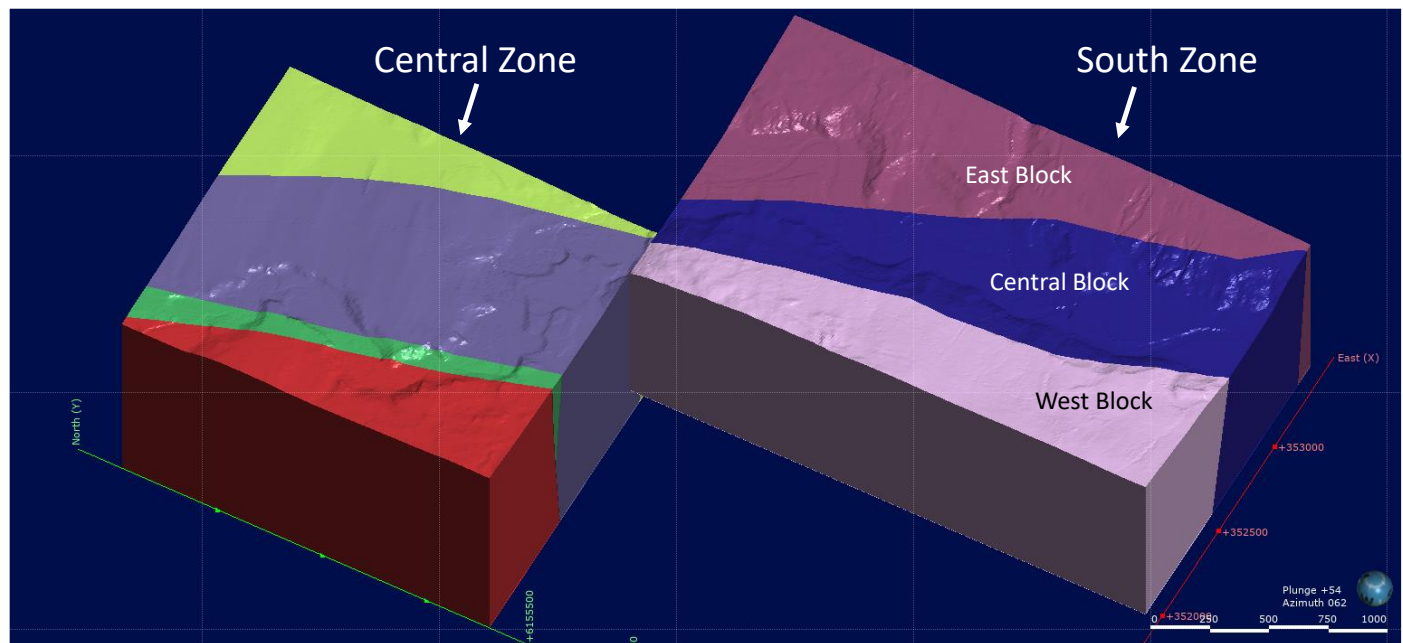 Central Zone
South Zone
East Block
Central Block
West Block
East (X)
North (Y)
+353000
+352500
+6155500
0
Plunge +54
Azimuth 062
0 250 500 750 1000